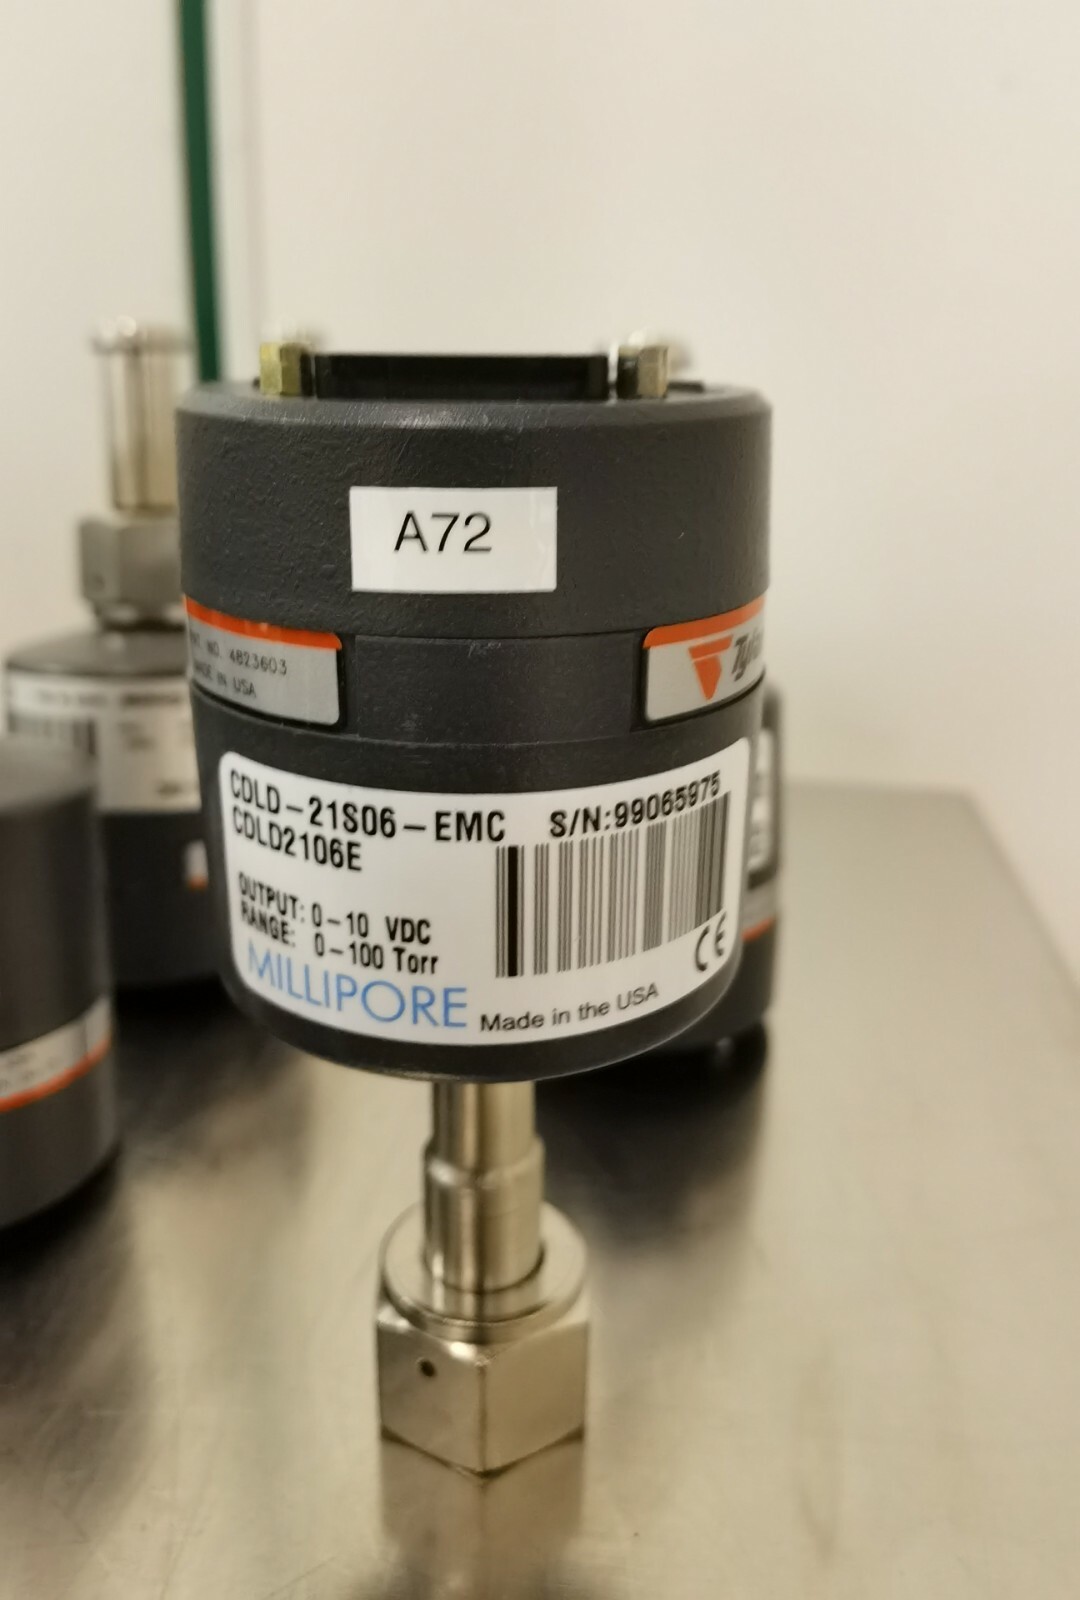 A72
NO. 4823603
MADE IN USA
CDLD-21S06-EMC S/N:99065975
CDLD2106E
OUTPUT: 0-10 VDC
RANGE: 0-100 Torr
MILLIPORE Made in the USA CE